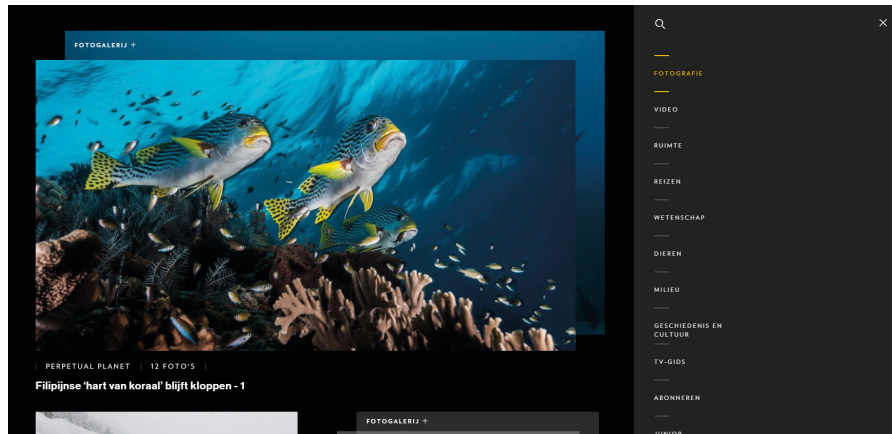 FOTOGALERIJ +
PERPETUAL PLANET | 12 FOTO'S |
Filipijnse ‘hart van koraal’ blijft kloppen - 1
FOTOGALERIJ +
FOTOGRAFIE
VIDEO
RUIMTE
REIZEN
WETENSCHAP
DIEREN
MILIEU
GESCHIEDENIS EN
CULTUUR
TV-GIDS
ABONNEREN
JUNIOR